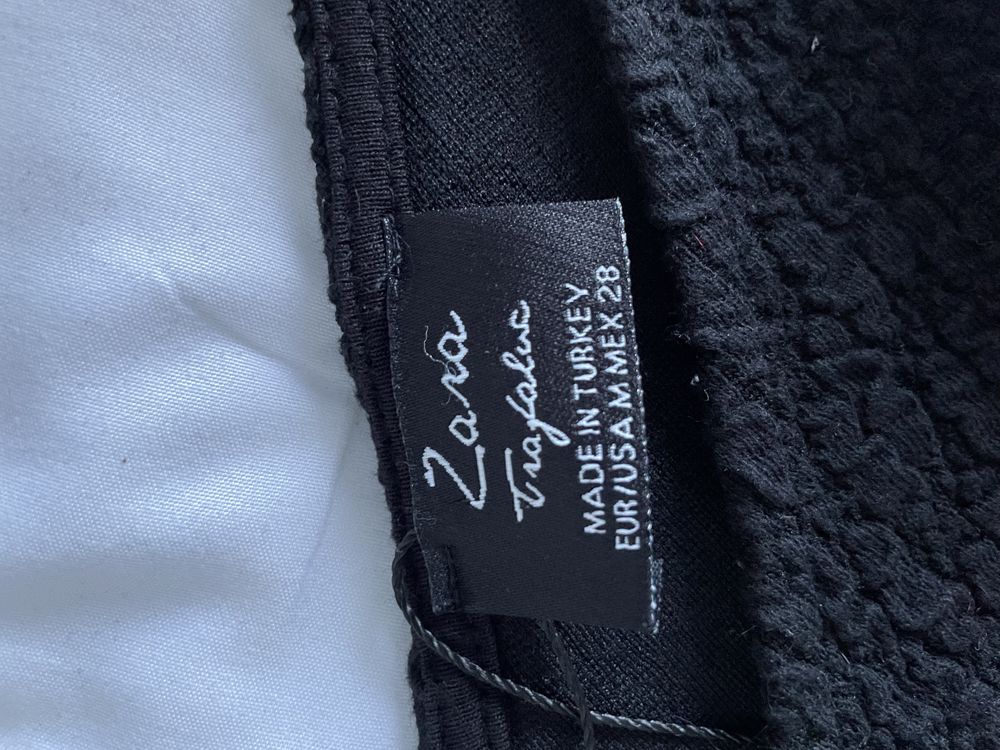 Zara
Trafaluc
MADE IN TURKEY
EUR/USA M MEX 28